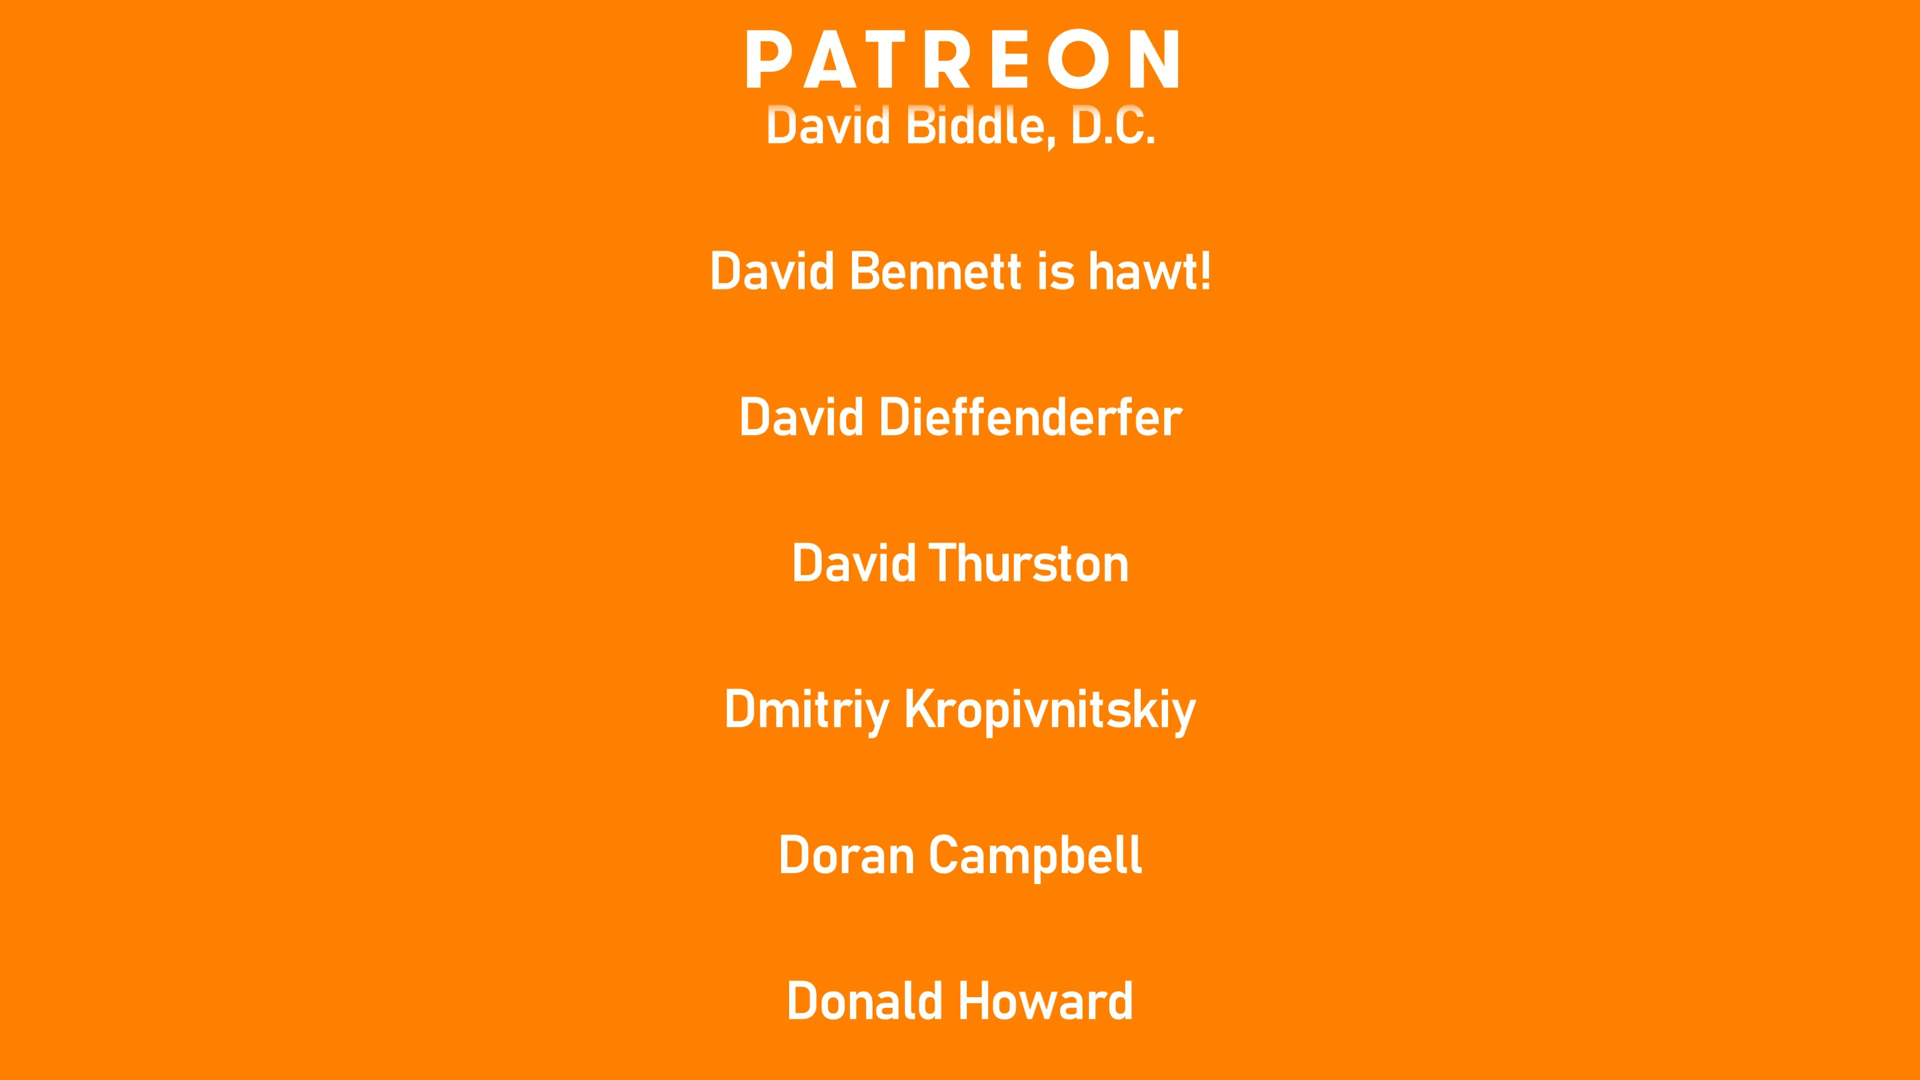 PATREON
David Biddle, D.C.
David Bennett is hawt!
David Dieffenderfer
David Thurston
Dmitriy Kropivnitskiy
Doran Campbell
Donald Howard